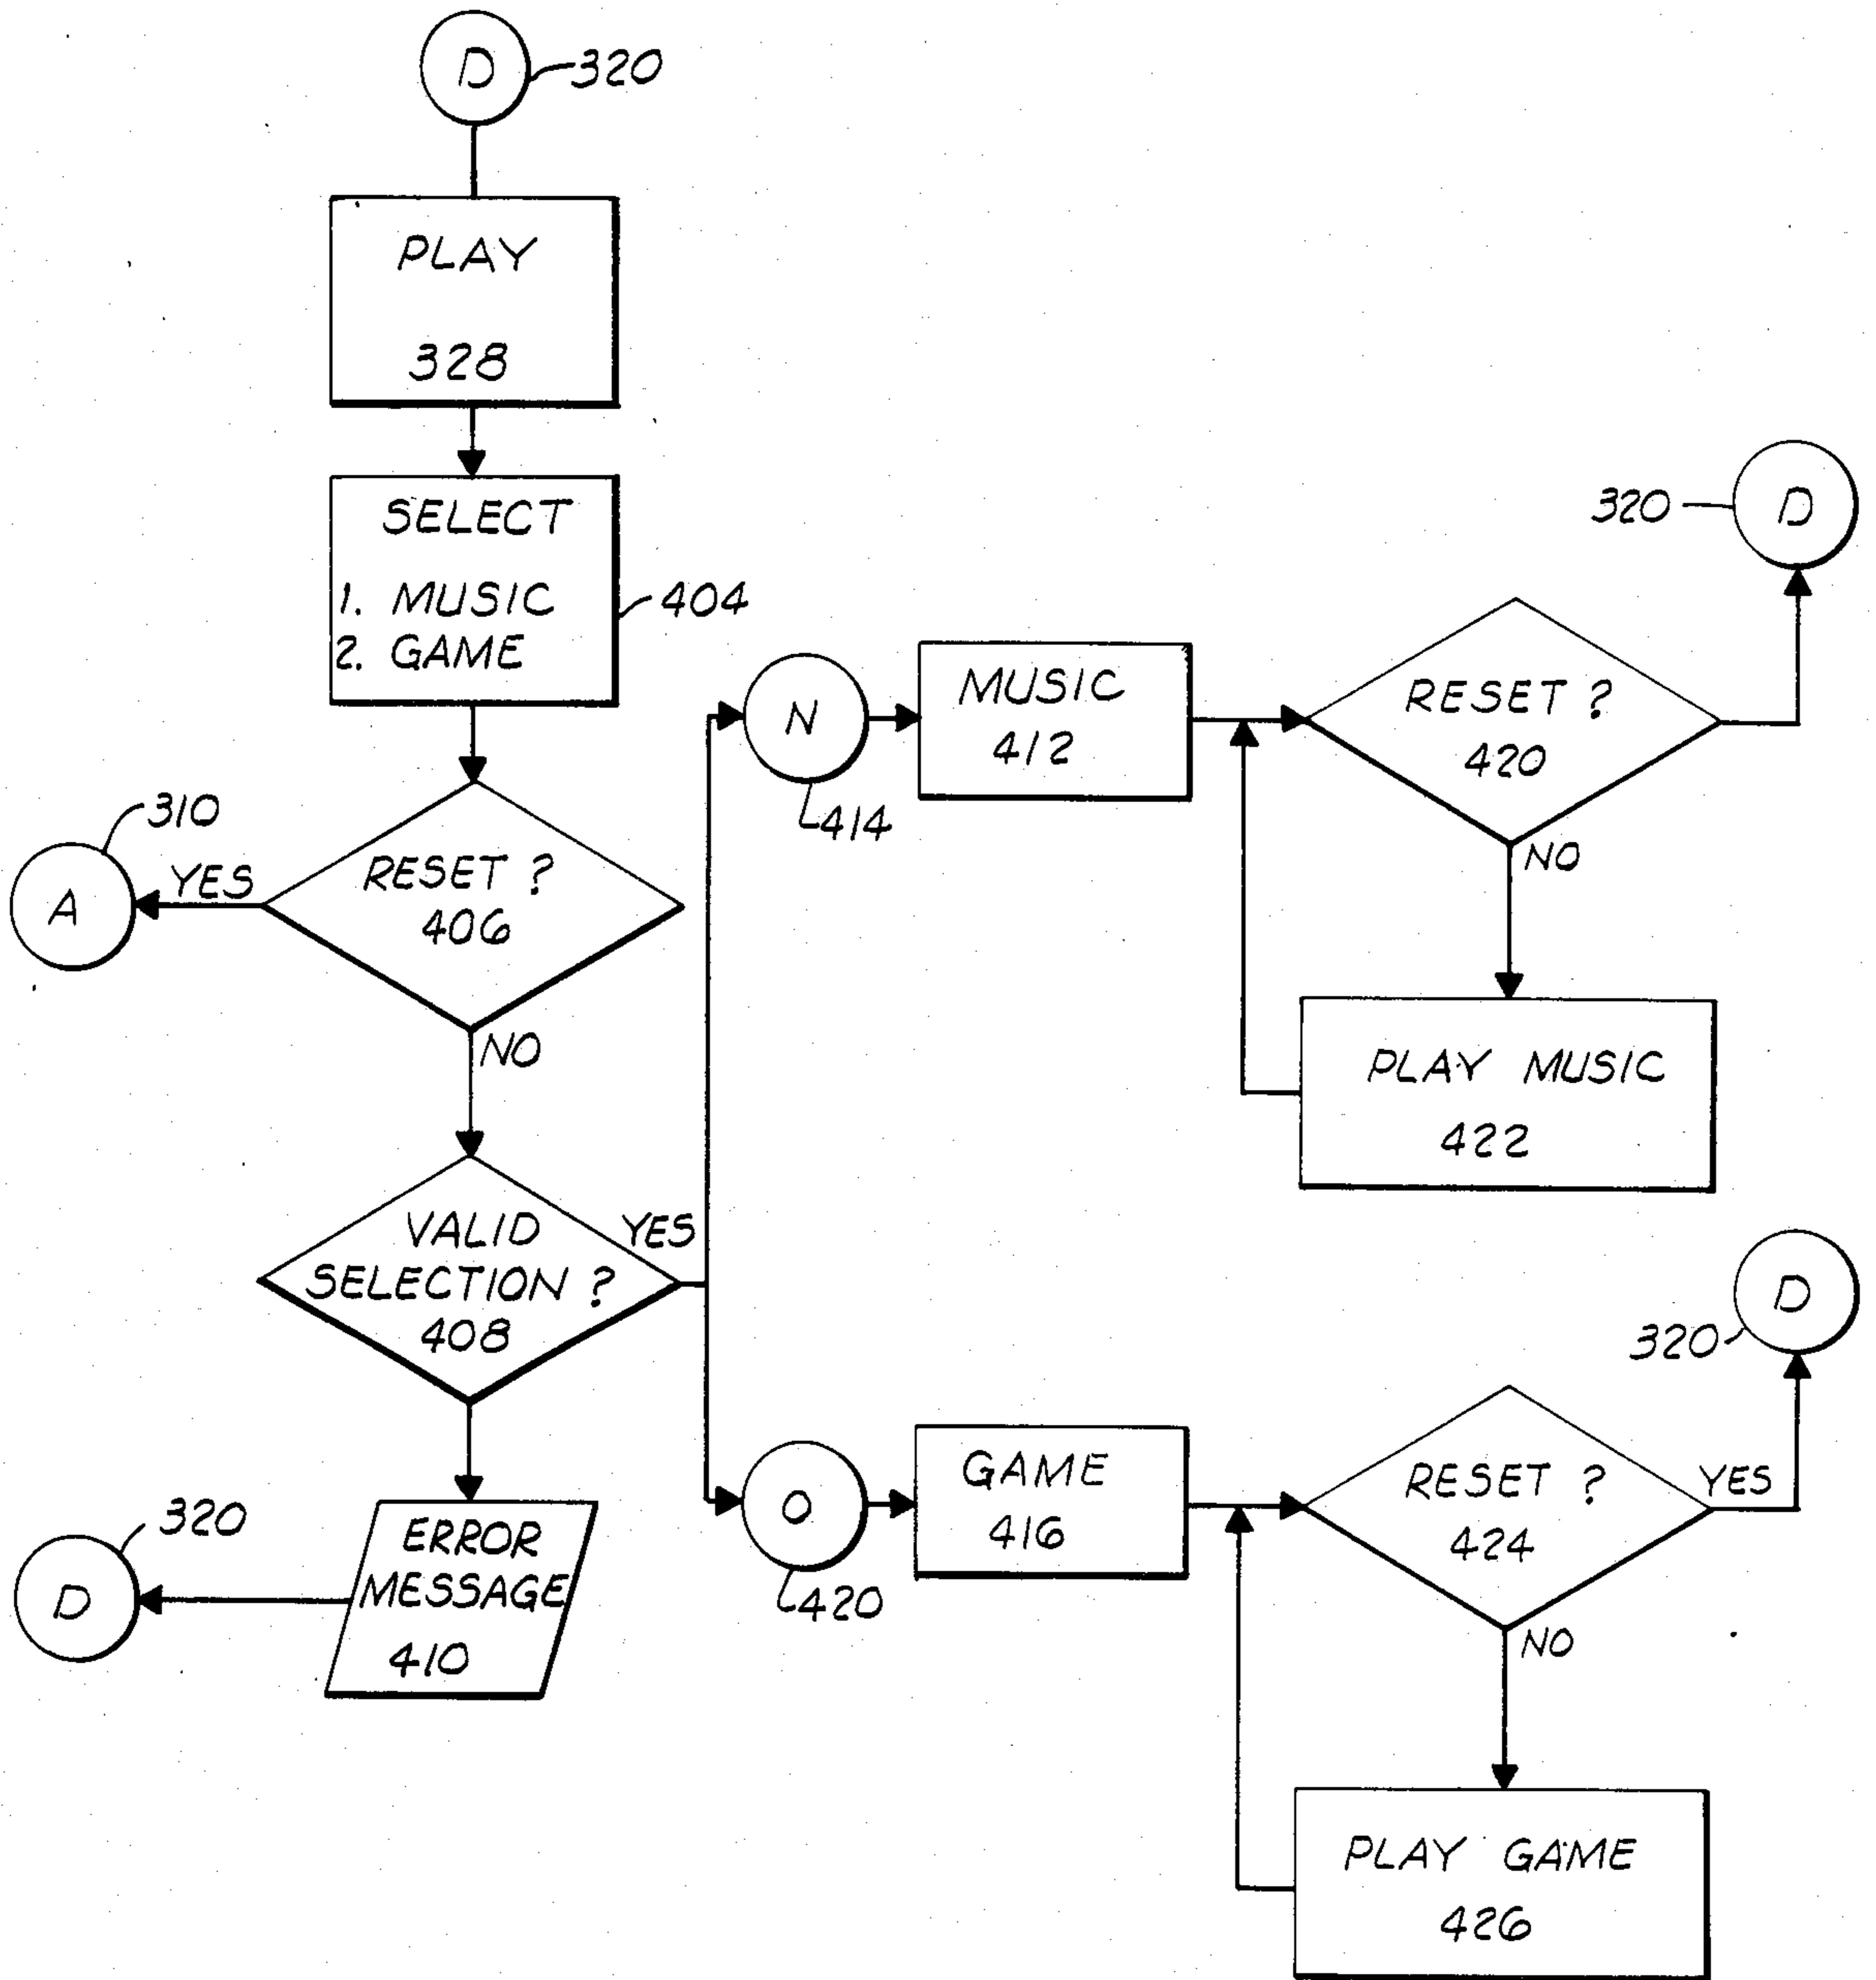 D
320
PLAY
328
SELECT
1. MUSIC
2. GAME
404
RESET ?
406
YES
310
A
NO
VALID
SELECTION ?
408
YES
ERROR
MESSAGE
410
320
D
N
414
MUSIC
412
RESET ?
420
320
D
NO
PLAY MUSIC
422
O
420
GAME
416
RESET ?
424
YES
320
D
NO
PLAY GAME
426